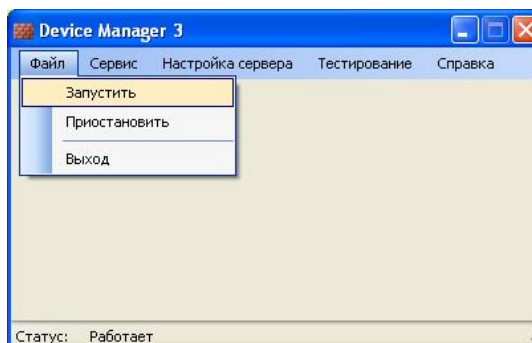 Device Manager 3
Файл Сервис Настройка сервера Тестирование Справка
Запустить
Приостановить
Выход
Статус: Работает